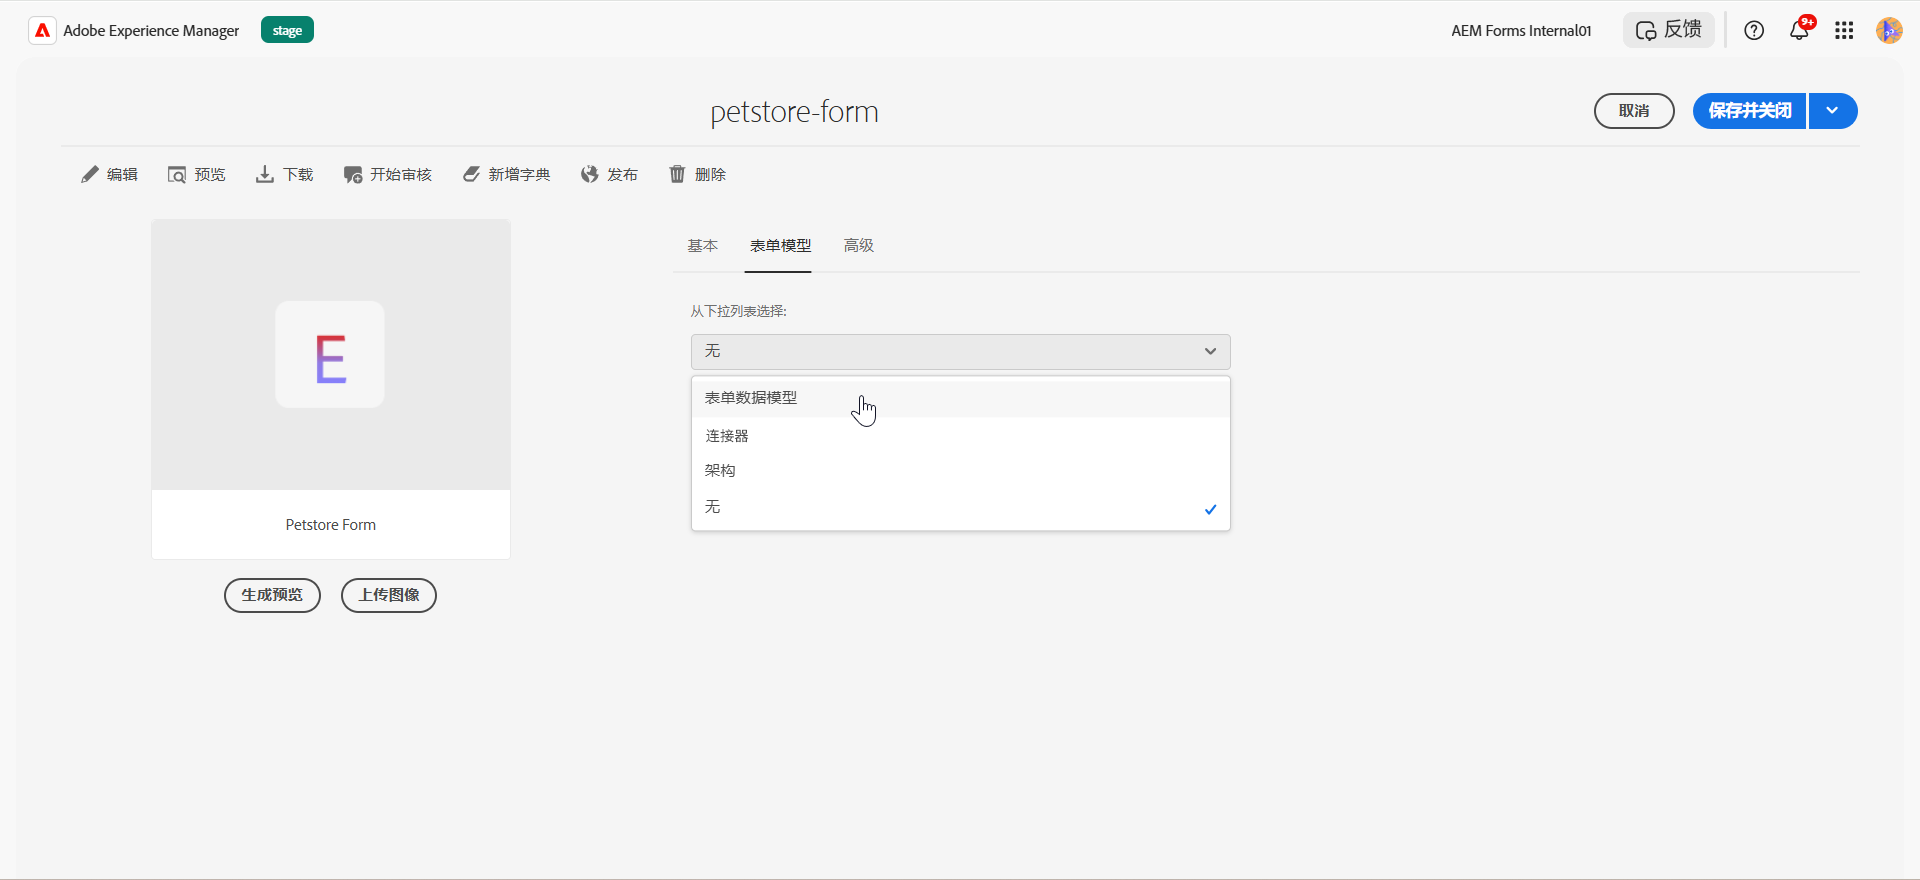 Adobe Experience Manager
stage
AEM Forms Internal01
反馈
9+
petstore-form
取消
保存并关闭
编辑
预览
下载
开始审核
新增字典
发布
删除
基本
表单模型
高级
从下拉列表选择:
无
表单数据模型
连接器
架构
无
E
Petstore Form
生成预览
上传图像